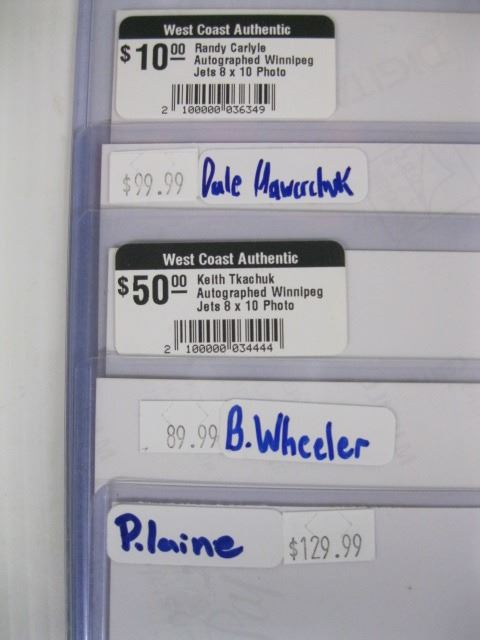 West Coast Authentic
$10.00 Randy Carlyle
Autographed Winnipeg
Jets 8 x 10 Photo
2 100000 036349
$99.99 Dale Hawerchuk
West Coast Authentic
$50.00 Keith Tkachuk
Autographed Winnipeg
Jets 8 x 10 Photo
2 100000 034444
89.99 B. Wheeler
P. laine $129.99